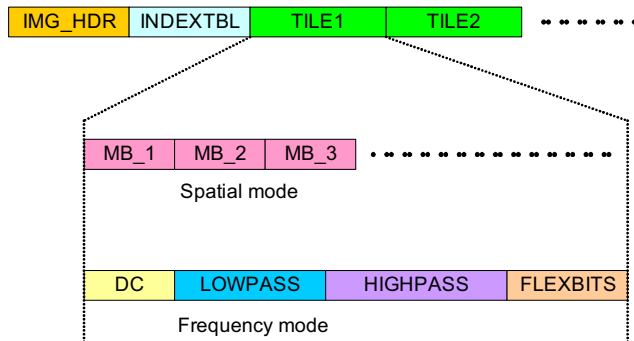 IMG_HDR INDEXTBL TILE1 TILE2
MB_1 MB_2 MB_3
Spatial mode
DC LOWPASS HIGHPASS FLEXBITS
Frequency mode